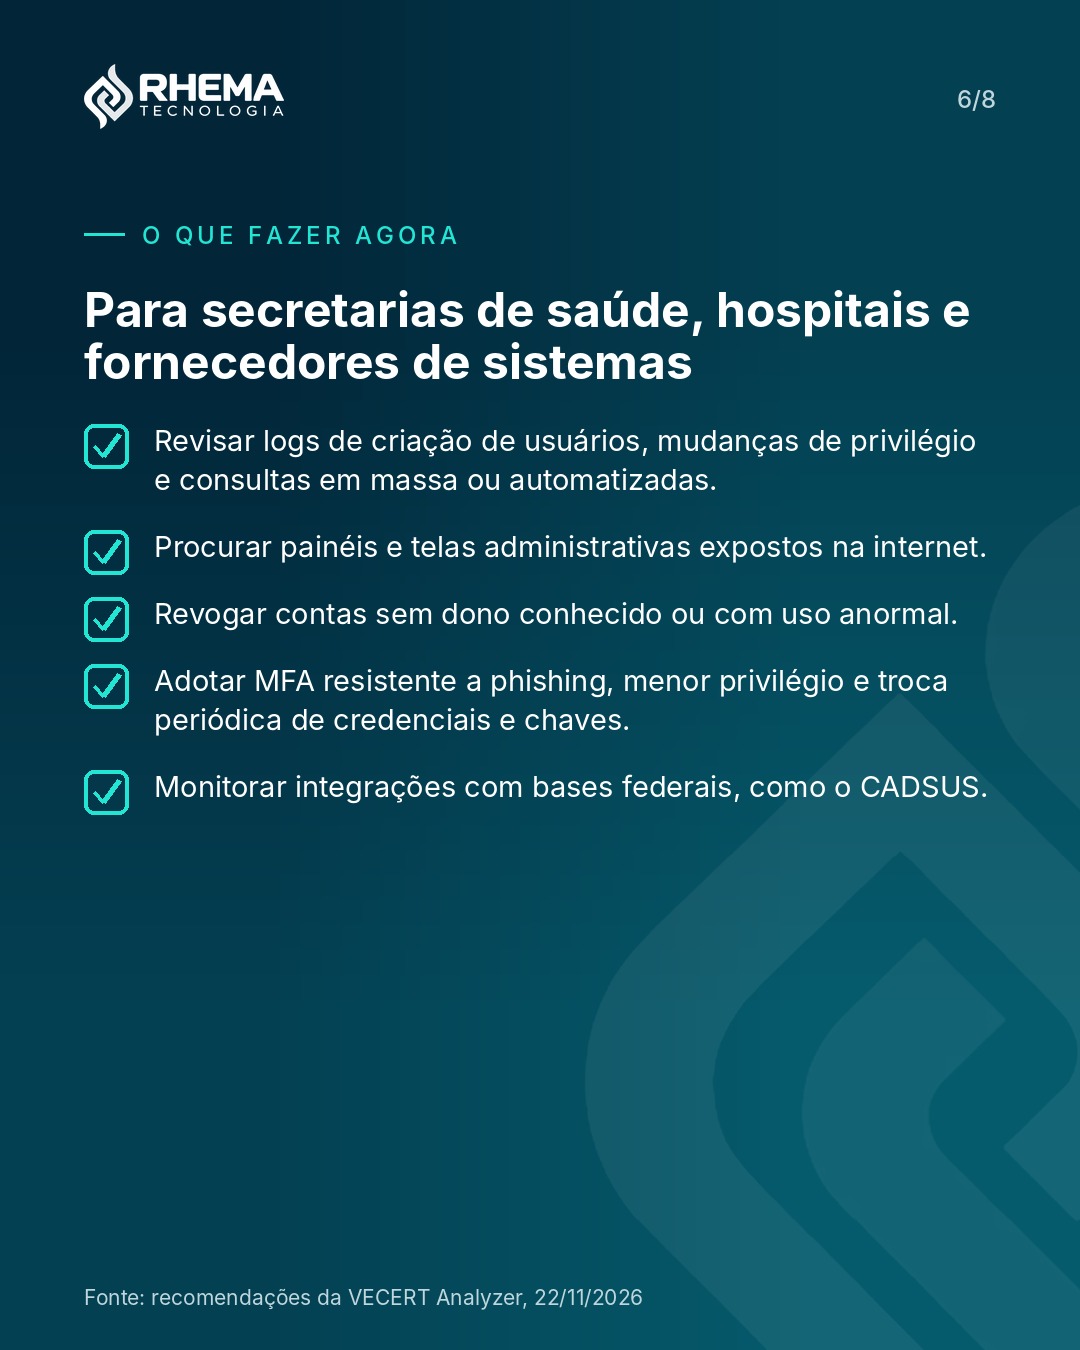 RHEMA
TECNOLOGIA
6/8
O QUE FAZER AGORA
Para secretarias de saúde, hospitais e
fornecedores de sistemas
Revisar logs de criação de usuários, mudanças de privilégio
e consultas em massa ou automatizadas.
Procurar painéis e telas administrativas expostos na internet.
Revogar contas sem dono conhecido ou com uso anormal.
Adotar MFA resistente a phishing, menor privilégio e troca
periódica de credenciais e chaves.
Monitorar integrações com bases federais, como o CADSUS.
Fonte: recomendações da VECERT Analyzer, 22/11/2026